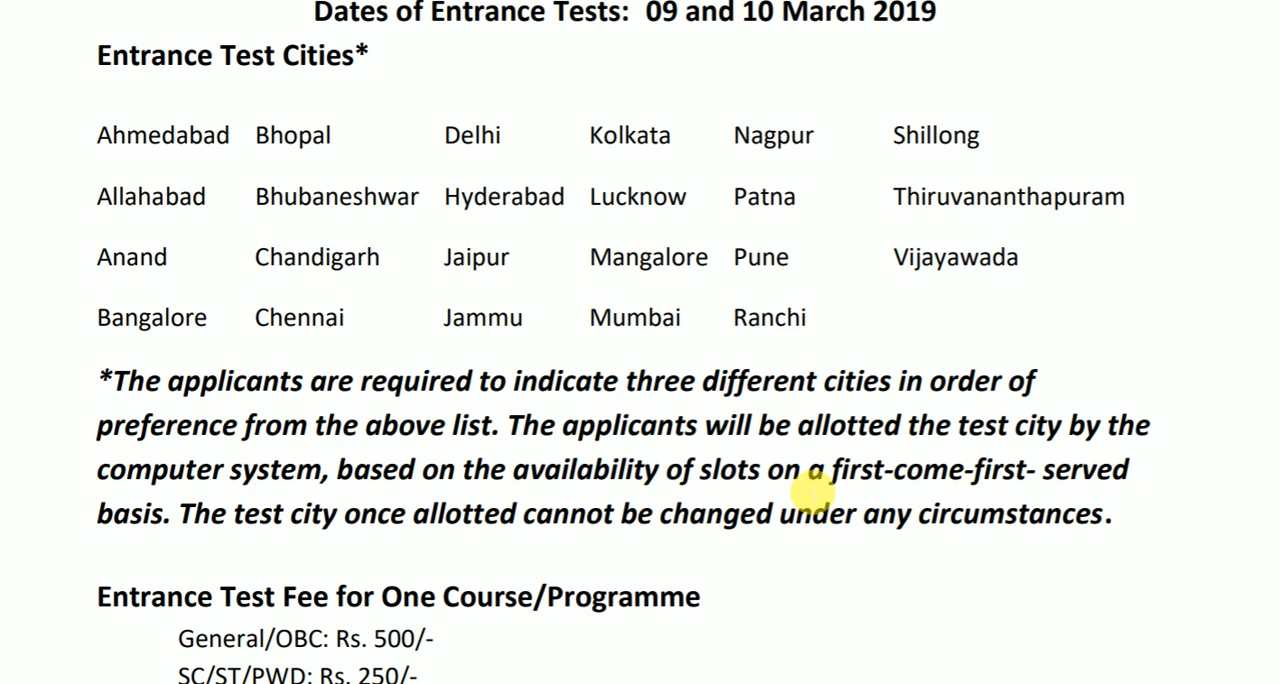 Dates of Entrance Tests: 09 and 10 March 2019
Entrance Test Cities*
Ahmedabad Bhopal Delhi Kolkata Nagpur Shillong
Allahabad Bhubaneshwar Hyderabad Lucknow Patna Thiruvananthapuram
Anand Chandigarh Jaipur Mangalore Pune Vijayawada
Bangalore Chennai Jammu Mumbai Ranchi
*The applicants are required to indicate three different cities in order of
preference from the above list. The applicants will be allotted the test city by the
computer system, based on the availability of slots on a first-come-first- served
basis. The test city once allotted cannot be changed under any circumstances.
Entrance Test Fee for One Course/Programme
General/OBC: Rs. 500/-
SC/ST/PWD: Rs. 250/-